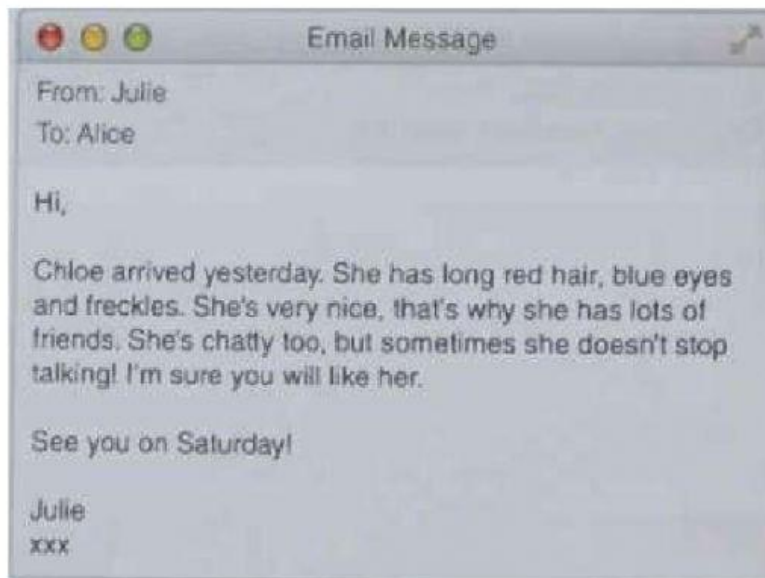 Email Message
From: Julie
To: Alice
Hi,
Chloe arrived yesterday. She has long red hair, blue eyes
and freckles. She's very nice, that's why she has lots of
friends. She's chatty too, but sometimes she doesn't stop
talking! I'm sure you will like her.
See you on Saturday!
Julie
xxx